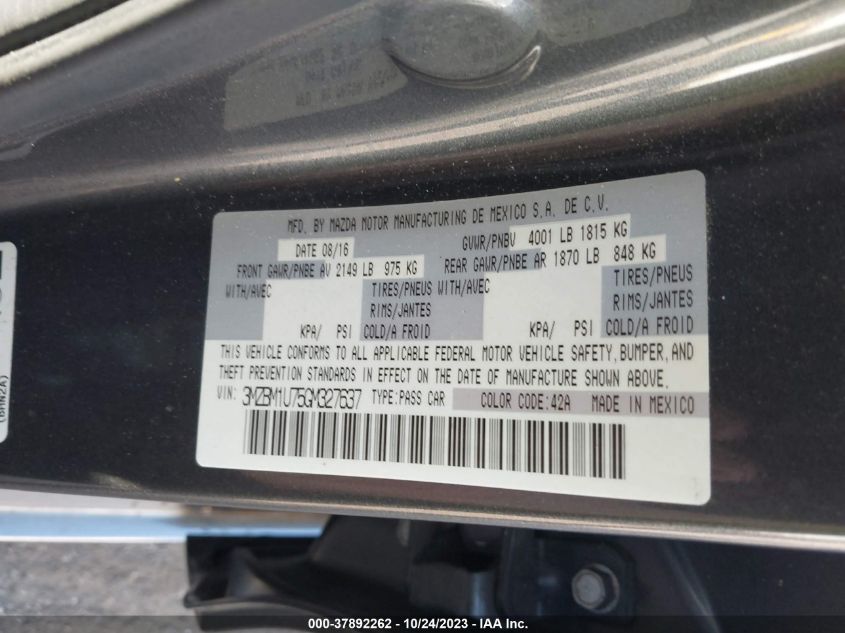 MFD. BY MAZDA MOTOR MANUFACTURING DE MEXICO S.A. DE C.V.
DATE 08/16 GVWR/PNBV 4001 LB 1815 KG
FRONT GAWR/PNBE AV 2149 LB 975 KG REAR GAWR/PNBE AR 1870 LB 848 KG
WITH/AVEC TIRES/PNEUS WITH/AVEC TIRES/PNEUS
RIMS/JANTES RIMS/JANTES
KPA/ PSI COLD/A FROID KPA/ PSI COLD/A FROID
THIS VEHICLE CONFORMS TO ALL APPLICABLE FEDERAL MOTOR VEHICLE SAFETY, BUMPER, AND
THEFT PREVENTION STANDARDS IN EFFECT ON THE DATE OF MANUFACTURE SHOWN ABOVE.
VIN: 3MZBM1U75GM327637 TYPE:PASS CAR COLOR CODE:42A MADE IN MEXICO
(BHN2A)
000-37892262 - 10/24/2023 - IAA Inc.